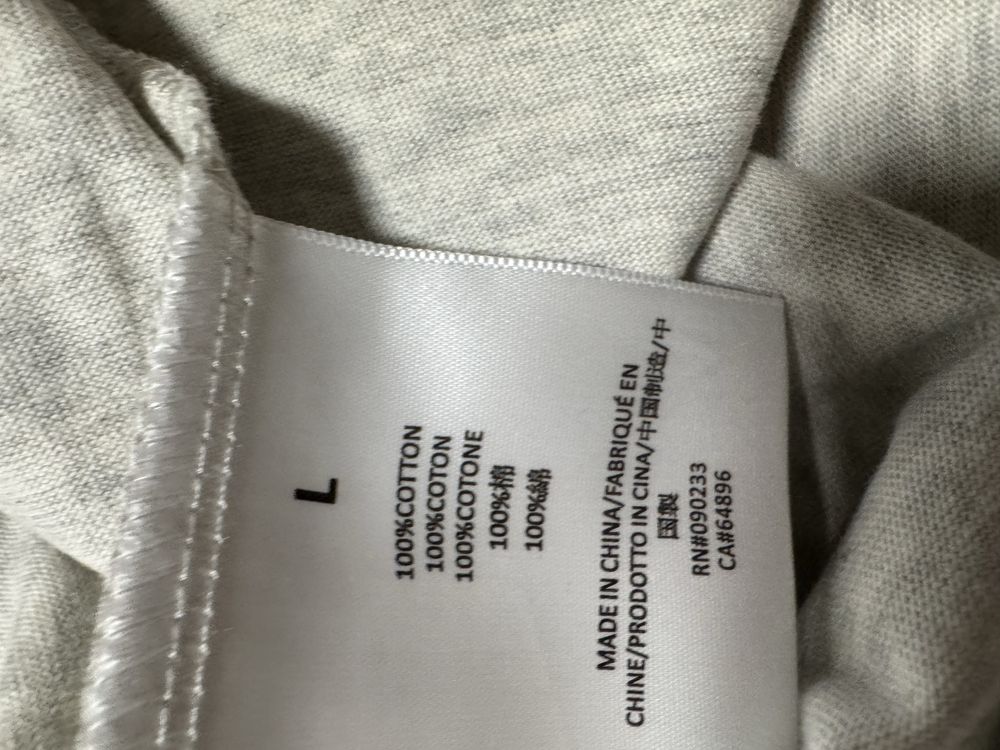 L
100%COTTON
100%COTON
100%COTONE
100%棉
100%綿
MADE IN CHINA/FABRIQUÉ EN
CHINE/PRODOTTO IN CINA/中国制造/中
国製
RN#090233
CA#64896